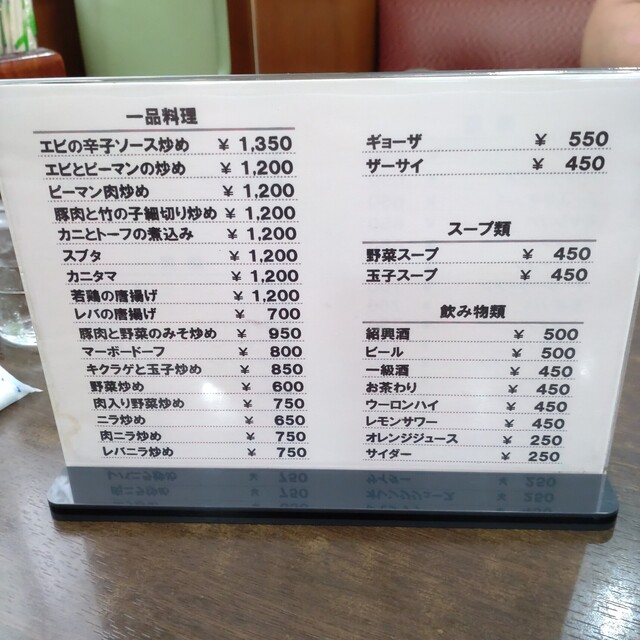 一品料理
エビの辛子ソース炒め ¥ 1,350
エビとピーマンの炒め ¥ 1,200
ピーマン肉炒め ¥ 1,200
豚肉と竹の子細切り炒め ¥ 1,200
カニとトーフの煮込み ¥ 1,200
スブタ ¥ 1,200
カニタマ ¥ 1,200
若鶏の唐揚げ ¥ 1,200
レバの唐揚げ ¥ 700
豚肉と野菜のみそ炒め ¥ 950
マーボードーフ ¥ 800
キクラゲと玉子炒め ¥ 850
野菜炒め ¥ 600
肉入り野菜炒め ¥ 750
ニラ炒め ¥ 650
肉ニラ炒め ¥ 750
レバニラ炒め ¥ 750
ギョーザ ¥ 550
ザーサイ ¥ 450
スープ類
野菜スープ ¥ 450
玉子スープ ¥ 450
飲み物類
紹興酒 ¥ 500
ビール ¥ 500
一級酒 ¥ 450
お茶わり ¥ 450
ウーロンハイ ¥ 450
レモンサワー ¥ 450
オレンジジュース ¥ 250
サイダー ¥ 250